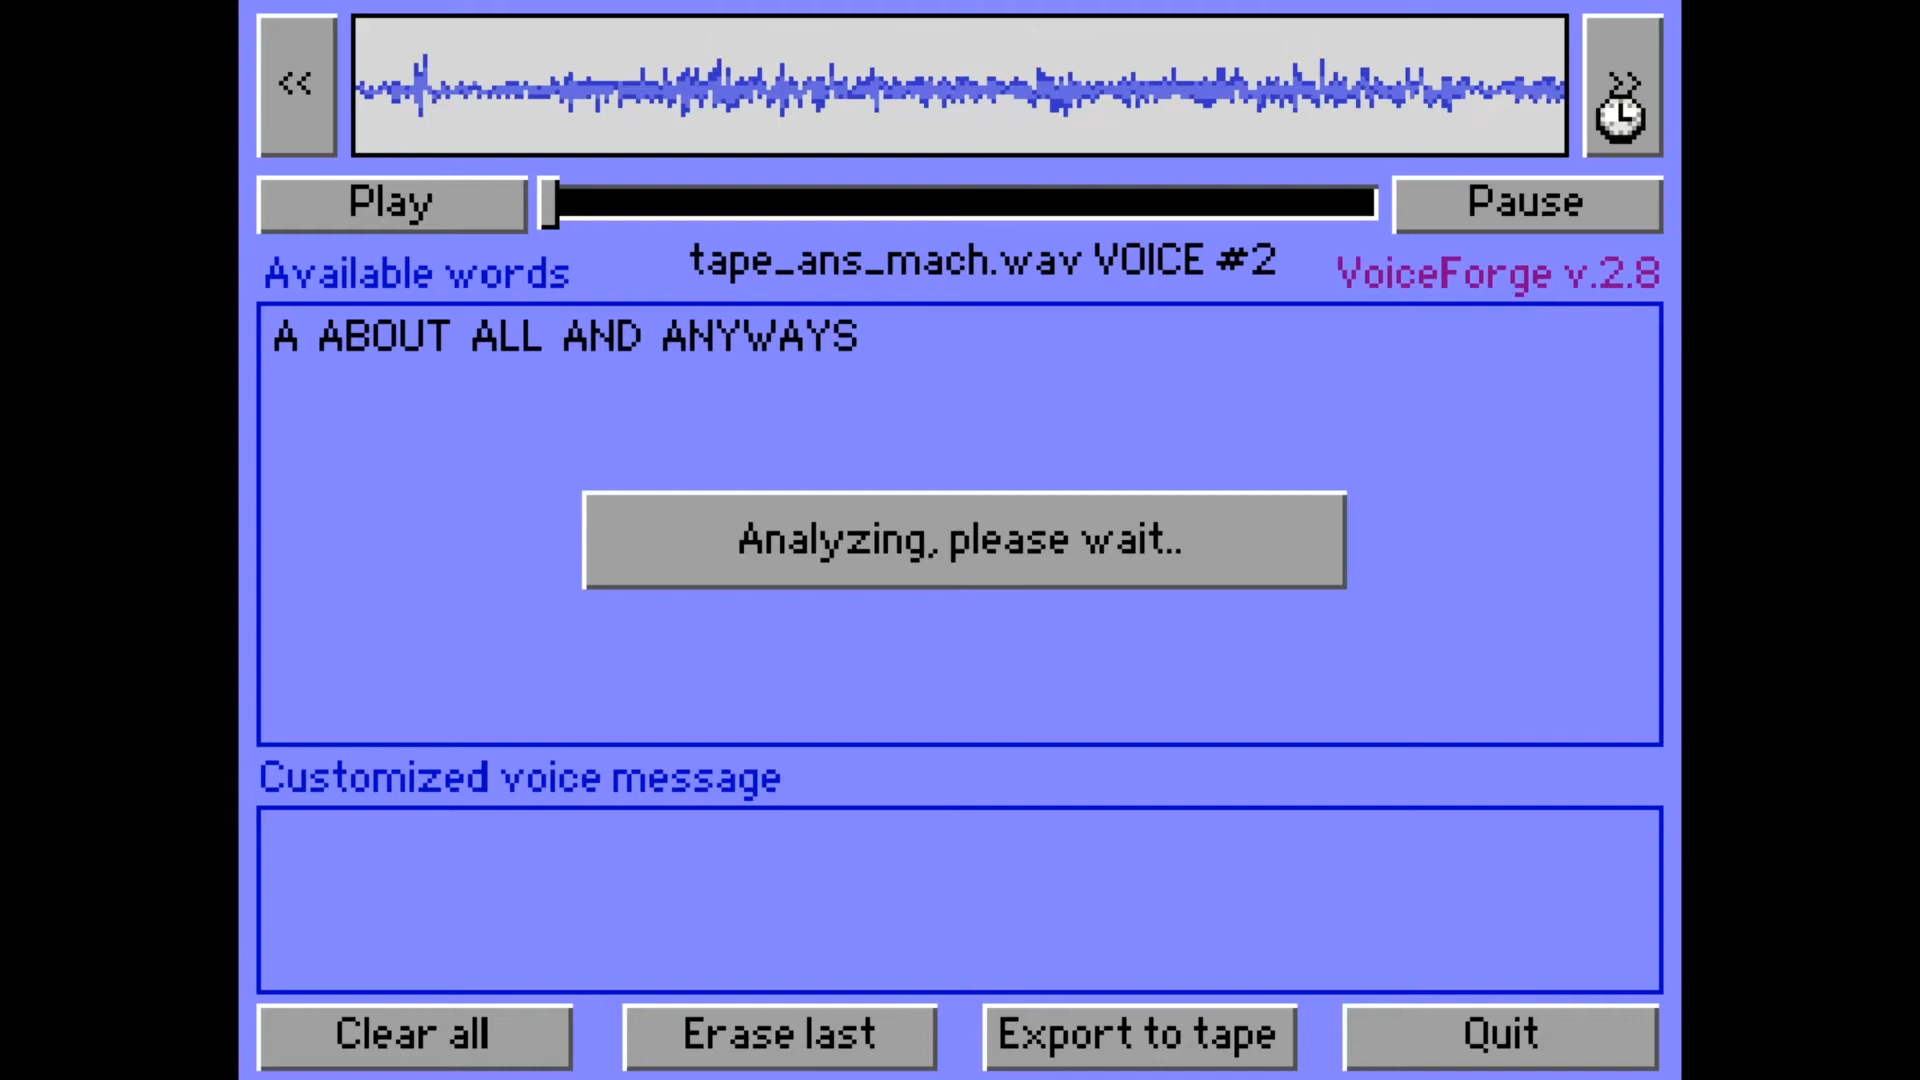 << >>
Play Pause
tape_ans_mach.wav VOICE #2
Available words VoiceForge v.2.8
A ABOUT ALL AND ANYWAYS
Analyzing, please wait..
Customized voice message
Clear all Erase last Export to tape Quit